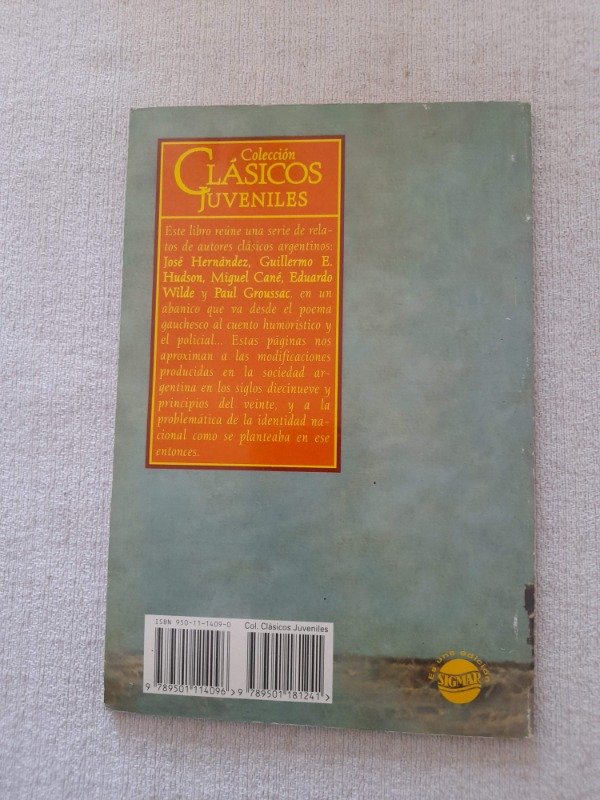 Colección
CLÁSICOS
JUVENILES
Este libro reúne una serie de rela-
tos de autores clásicos argentinos:
José Hernández, Guillermo E.
Hudson, Miguel Cané, Eduardo
Wilde y Paul Groussac, en un
abanico que va desde el poema
gauchesco al cuento humorístico y
el policial... Estas páginas nos
aproximan a las modificaciones
producidas en la sociedad ar-
gentina en los siglos diecinueve y
principios del veinte, y a la
problemática de la identidad na-
cional como se planteaba en ese
entonces.
ISBN 950-11-1409-0
Col. Clásicos Juveniles
9 789501 114096
9 789501 181241
Es una edición
SIGMAR